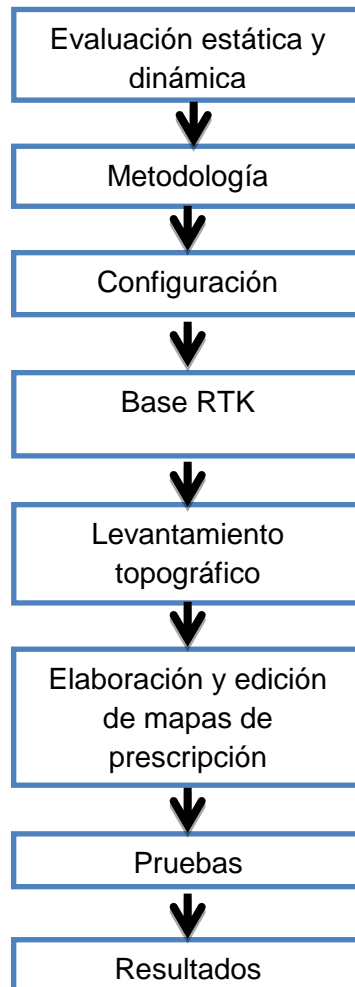 Evaluación estática y
dinámica
Metodología
Configuración
Base RTK
Levantamiento
topográfico
Elaboración y edición
de mapas de
prescripción
Pruebas
Resultados